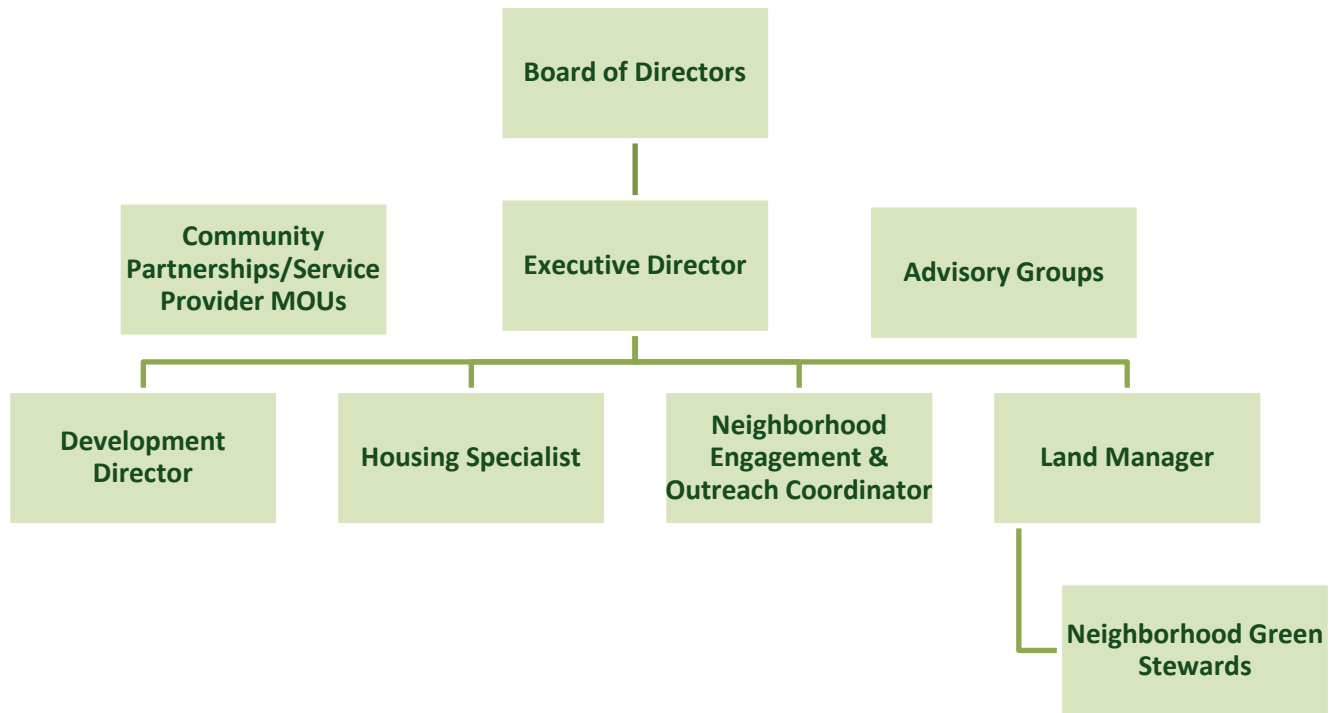 Board of Directors
Community
Partnerships/Service
Provider MOUs
Executive Director
Advisory Groups
Development
Director
Housing Specialist
Neighborhood
Engagement &
Outreach Coordinator
Land Manager
Neighborhood Green
Stewards